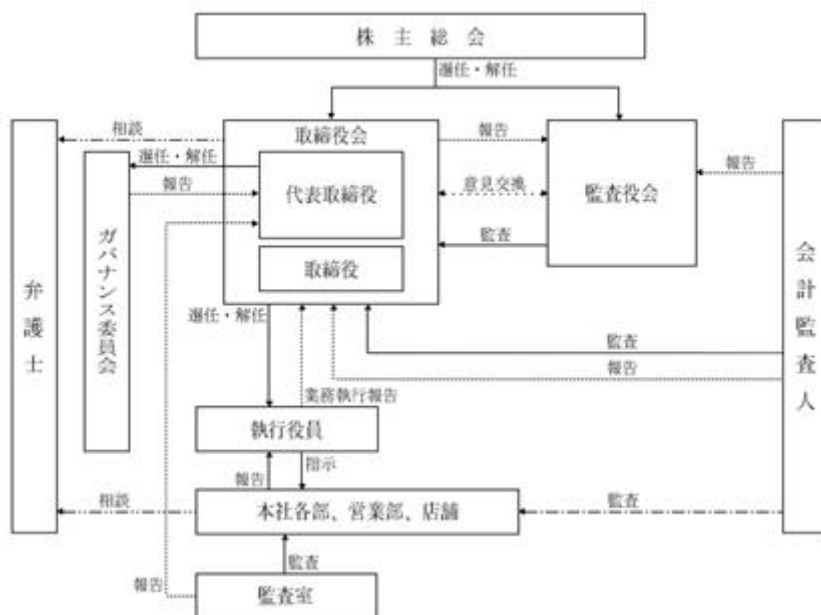 株主総会
選任・解任
相談
取締役会
報告
選任・解任
報告
代表取締役
意見交換
監査役会
報告
監査
取締役
弁護士
ガバナンス委員会
会計監査人
選任・解任
監査
報告
業務執行報告
執行役員
報告
指示
相談
本社各部、営業部、店舗
監査
監査
報告
監査室